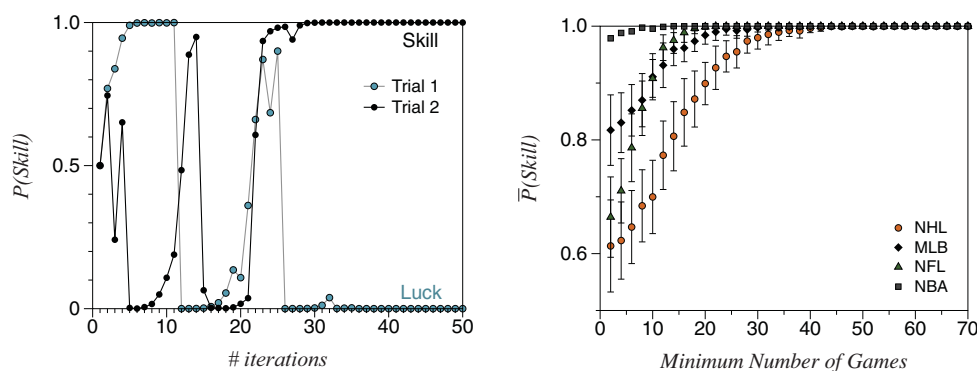 1.0
0.5
0
P(Skill)
Skill
Trial 1
Trial 2
Luck
0 10 20 30 40 50
# iterations
1.0
0.8
0.6
P(Skill)
NHL
MLB
NFL
NBA
0 10 20 30 40 50 60 70
Minimum Number of Games